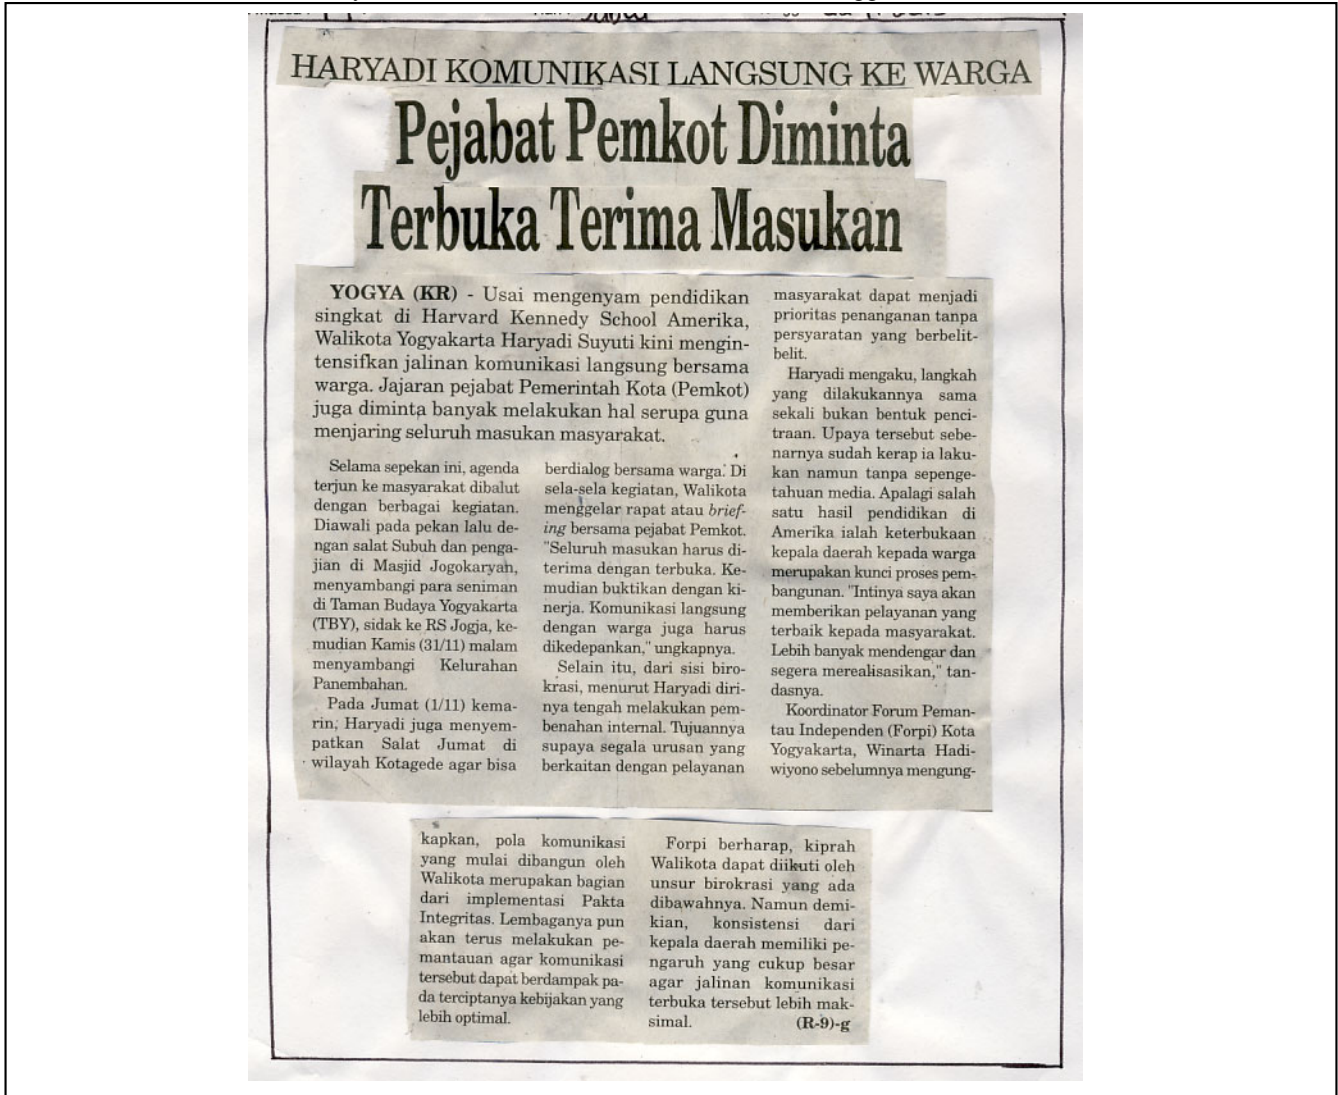 HARYADI KOMUNIKASI LANGSUNG KE WARGA
Pejabat Pemkot Diminta
Terbuka Terima Masukan
YOGYA (KR) - Usai mengenyam pendidikan
singkat di Harvard Kennedy School Amerika,
Walikota Yogyakarta Haryadi Suyuti kini mengin-
tensifkan jalinan komunikasi langsung bersama
warga. Jajaran pejabat Pemerintah Kota (Pemkot)
juga diminta banyak melakukan hal serupa guna
menjaring seluruh masukan masyarakat.
Selama sepekan ini, agenda
terjun ke masyarakat dibalut
dengan berbagai kegiatan.
Diawali pada pekan lalu de-
ngan salat Subuh dan penga-
jian di Masjid Jogokaryan,
menyambangi para seniman
di Taman Budaya Yogyakarta
(TBY), sidak ke RS Jogja, ke-
mudian Kamis (31/11) malam
menyambangi Kelurahan
Panembahan.
Pada Jumat (1/11) kema-
rin, Haryadi juga menyem-
patkan Salat Jumat di
wilayah Kotagede agar bisa
berdialog bersama warga. Di
sela-sela kegiatan, Walikota
menggelar rapat atau brief-
ing bersama pejabat Pemkot.
"Seluruh masukan harus di-
terima dengan terbuka. Ke-
mudian buktikan dengan ki-
nerja. Komunikasi langsung
dengan warga juga harus
dikedepankan," ungkapnya.
Selain itu, dari sisi biro-
krasi, menurut Haryadi diri-
nya tengah melakukan pem-
benahan internal. Tujuannya
supaya segala urusan yang
berkaitan dengan pelayanan
masyarakat dapat menjadi
prioritas penanganan tanpa
persyaratan yang berbelit-
belit.
Haryadi mengaku, langkah
yang dilakukannya sama
sekali bukan bentuk penci-
traan. Upaya tersebut sebe-
narnya sudah kerap ia laku-
kan namun tanpa sepenge-
tahuan media. Apalagi salah
satu hasil pendidikan di
Amerika ialah keterbukaan
kepala daerah kepada warga
merupakan kunci proses pem-
bangunan. "Intinya saya akan
memberikan pelayanan yang
terbaik kepada masyarakat.
Lebih banyak mendengar dan
segera merealisasikan," tan-
dasnya.
Koordinator Forum Peman-
tau Independen (Forpi) Kota
Yogyakarta, Winarta Hadi-
wiyono sebelumnya mengung-
kapkan, pola komunikasi
yang mulai dibangun oleh
Walikota merupakan bagian
dari implementasi Pakta
Integritas. Lembaganya pun
akan terus melakukan pe-
mantauan agar komunikasi
tersebut dapat berdampak pa-
da terciptanya kebijakan yang
lebih optimal.
Forpi berharap, kiprah
Walikota dapat diikuti oleh
unsur birokrasi yang ada
dibawahnya. Namun demi-
kian, konsistensi dari
kepala daerah memiliki pe-
ngaruh yang cukup besar
agar jalinan komunikasi
terbuka tersebut lebih mak-
simal. (R-9)-g